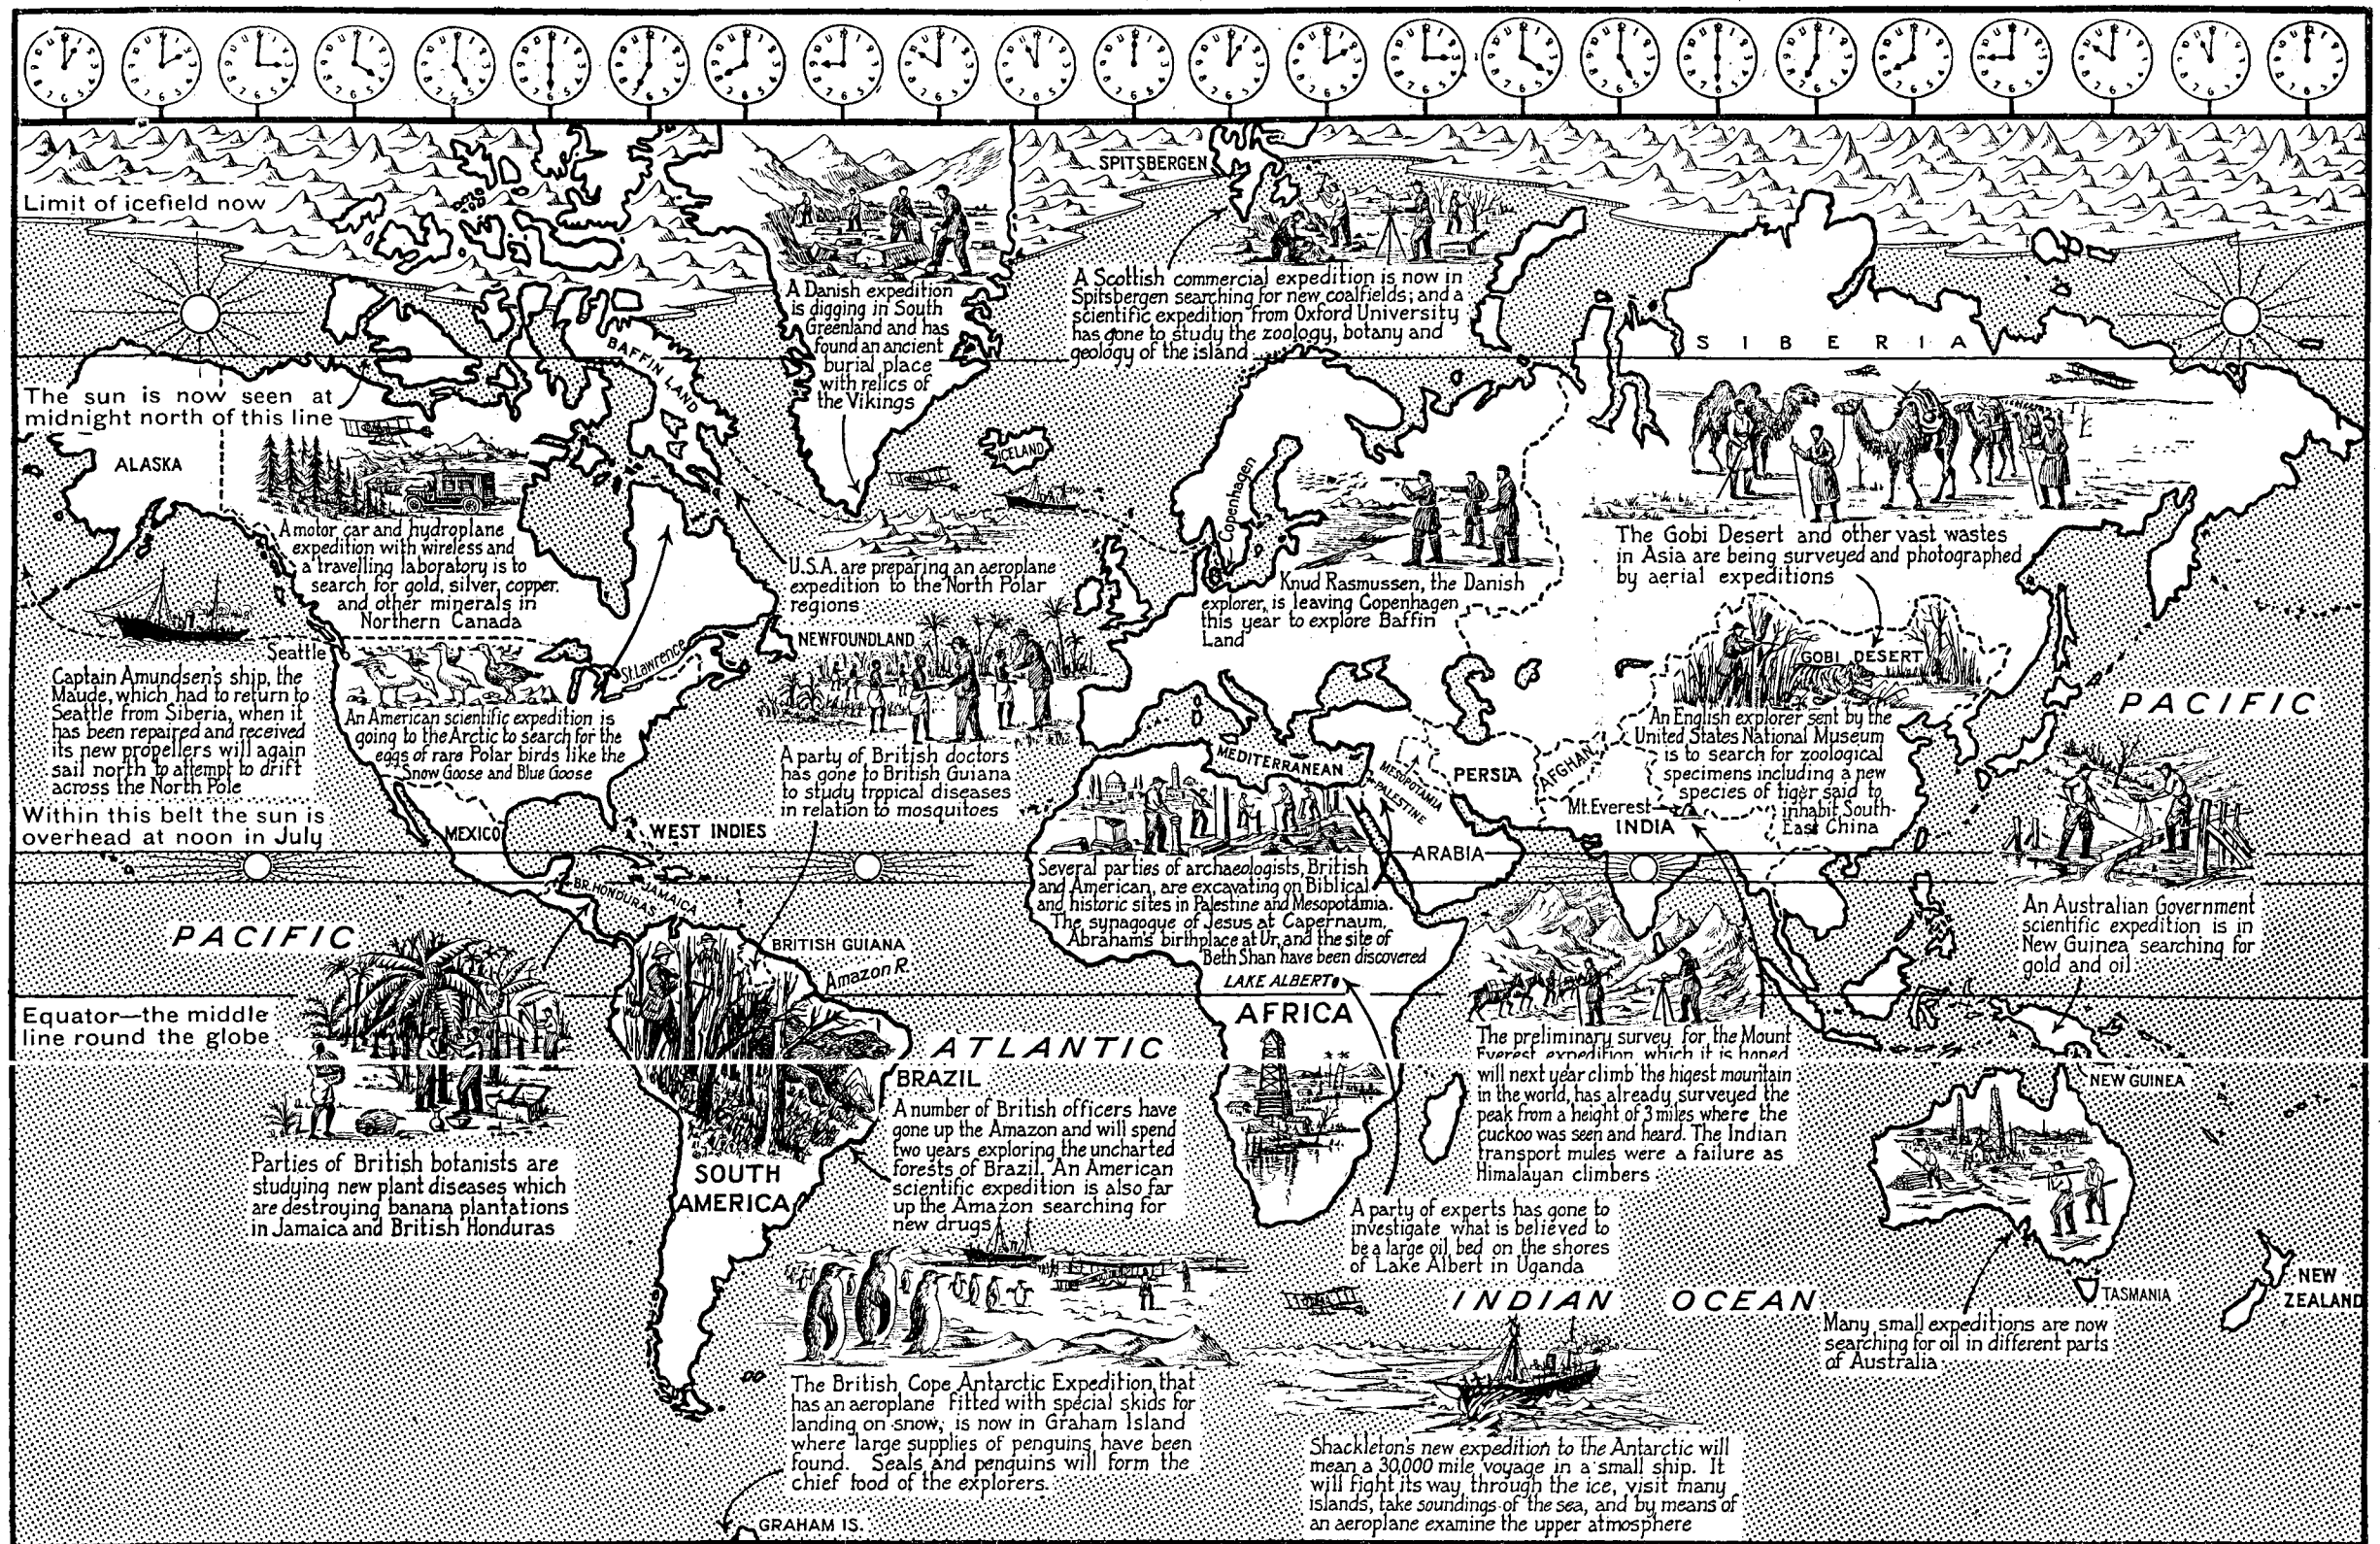 SPITSBERGEN
Limit of icefield now
A Danish expedition
is digging in South
Greenland and has
found an ancient
burial place
with relics of
the Vikings
A Scottish commercial expedition is now in
Spitsbergen searching for new coalfields; and a
scientific expedition from Oxford University
has gone to study the zoology, botany and
geology of the island
SIBERIA
BAFFIN LAND
The sun is now seen at
midnight north of this line
ALASKA
ICELAND
Copenhagen
A motor car and hydroplane
expedition with wireless and
a travelling laboratory is to
search for gold, silver, copper,
and other minerals in
Northern Canada
U.S.A. are preparing an aeroplane
expedition to the North Polar
regions
Knud Rasmussen, the Danish
explorer, is leaving Copenhagen
this year to explore Baffin
Land
The Gobi Desert and other vast wastes
in Asia are being surveyed and photographed
by aerial expeditions
NEWFOUNDLAND
Seattle
St. Lawrence
GOBI DESERT
Captain Amundsen's ship, the
Maude, which had to return to
Seattle from Siberia, when it
has been repaired and received
its new propellers will again
sail north to attempt to drift
across the North Pole
An American scientific expedition is
going to the Arctic to search for the
eggs of rare Polar birds like the
Snow Goose and Blue Goose
A party of British doctors
has gone to British Guiana
to study tropical diseases
in relation to mosquitoes
MEDITERRANEAN
MESOPOTAMIA
PALESTINE
PERSIA
AFGHAN.
An English explorer sent by the
United States National Museum
is to search for zoological
specimens including a new
species of tiger said to
inhabit South-
East China
PACIFIC
Mt. Everest
INDIA
Within this belt the sun is
overhead at noon in July
MEXICO
WEST INDIES
ARABIA
BR. HONDURAS
JAMAICA
Several parties of archaeologists, British
and American, are excavating on Biblical
and historic sites in Palestine and Mesopotamia.
The synagogue of Jesus at Capernaum,
Abraham's birthplace at Ur, and the site of
Beth Shan have been discovered
An Australian Government
scientific expedition is in
New Guinea searching for
gold and oil
PACIFIC
BRITISH GUIANA
Amazon R.
LAKE ALBERT
AFRICA
Equator—the middle
line round the globe
ATLANTIC
BRAZIL
The preliminary survey for the Mount
Everest expedition which it is hoped
will next year climb the higest mountain
in the world, has already surveyed the
peak from a height of 3 miles where the
cuckoo was seen and heard. The Indian
transport mules were a failure as
Himalayan climbers
NEW GUINEA
A number of British officers have
gone up the Amazon and will spend
two years exploring the uncharted
forests of Brazil. An American
scientific expedition is also far
up the Amazon searching for
new drugs
Parties of British botanists are
studying new plant diseases which
are destroying banana plantations
in Jamaica and British Honduras
SOUTH
AMERICA
A party of experts has gone to
investigate what is believed to
be a large oil bed on the shores
of Lake Albert in Uganda
INDIAN OCEAN
TASMANIA
NEW
ZEALAND
Many small expeditions are now
searching for oil in different parts
of Australia
The British Cope Antarctic Expedition, that
has an aeroplane fitted with special skids for
landing on snow, is now in Graham Island
where large supplies of penguins have been
found. Seals and penguins will form the
chief food of the explorers.
GRAHAM IS.
Shackleton's new expedition to the Antarctic will
mean a 30,000 mile voyage in a small ship. It
will fight its way through the ice, visit many
islands, take soundings of the sea, and by means of
an aeroplane examine the upper atmosphere